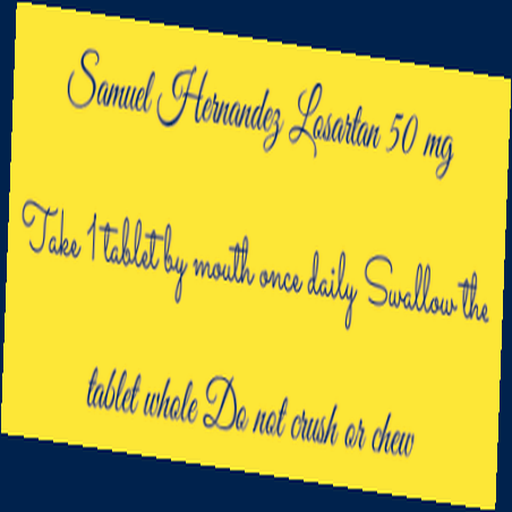 Samuel Hernandez Losartan 50 mg
Take 1 tablet by mouth once daily Swallow the
tablet whole Do not crush or chew